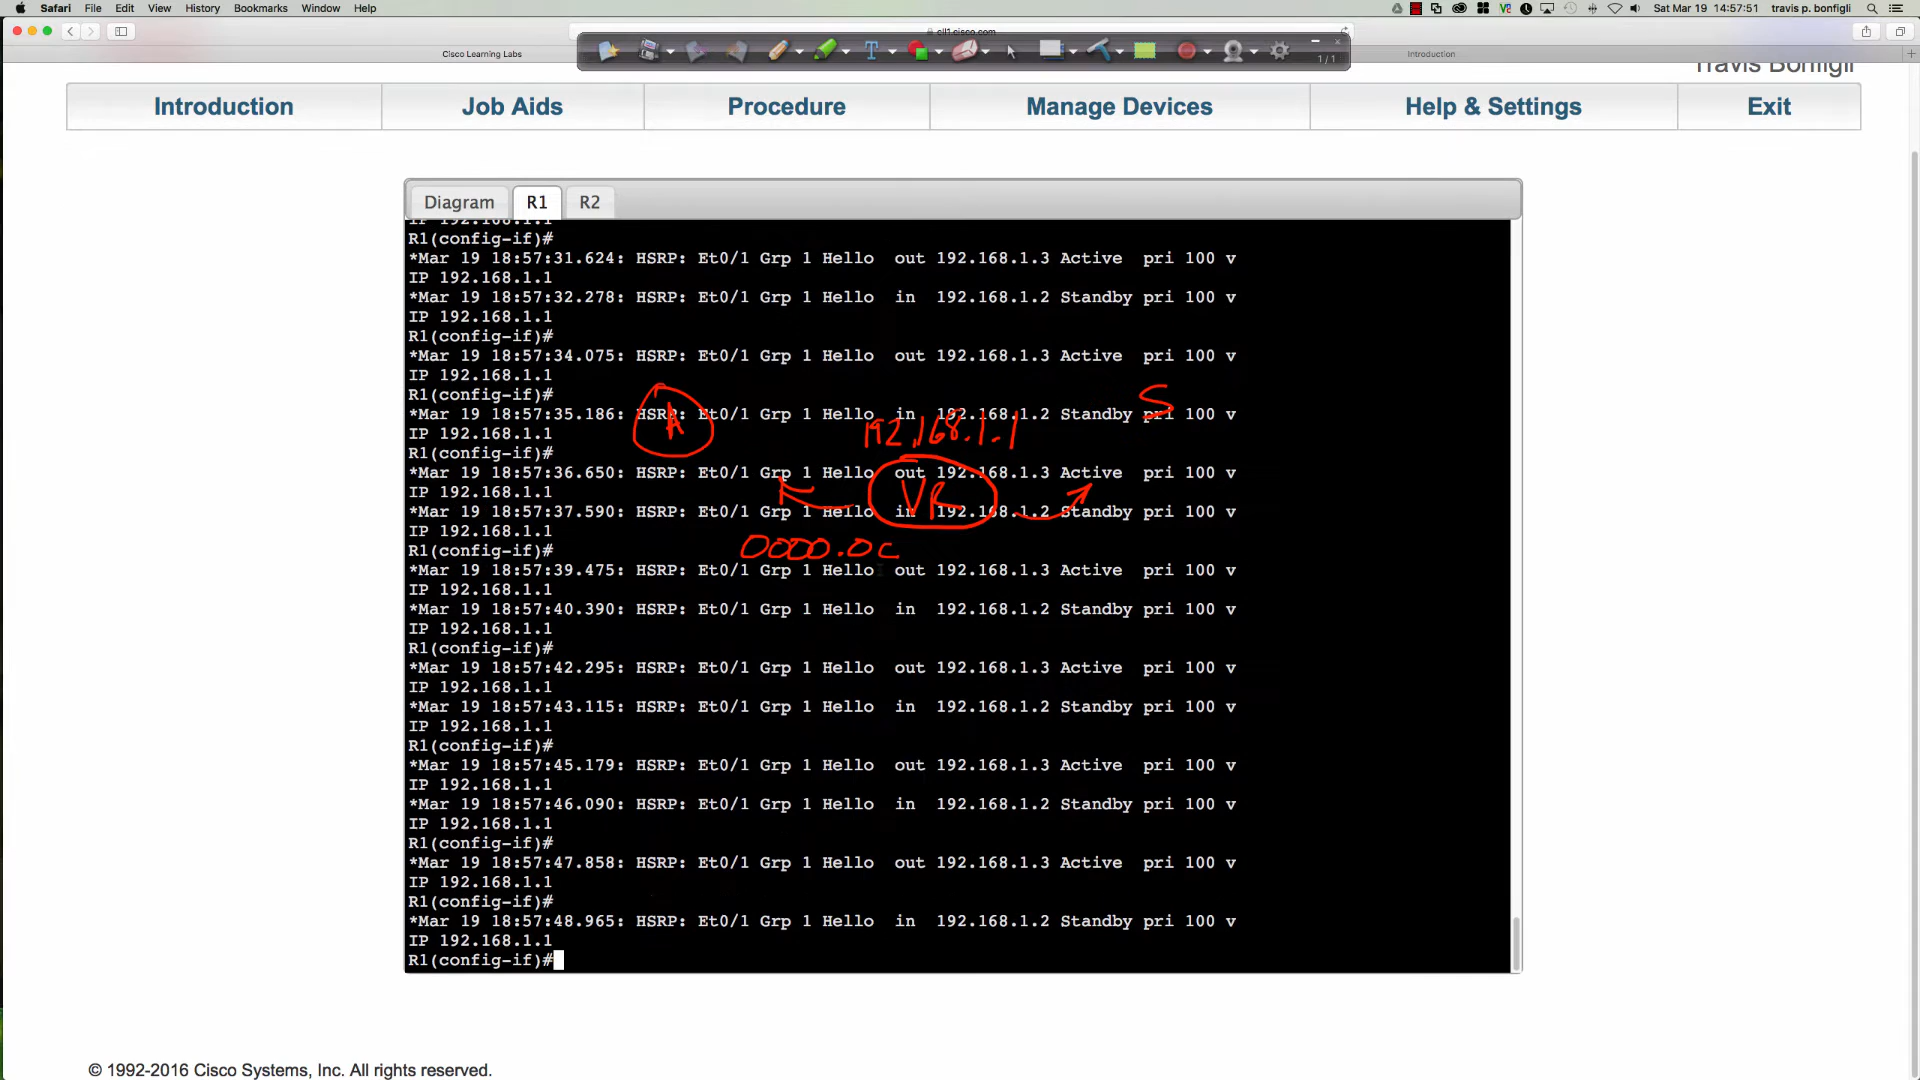 Safari File Edit View History Bookmarks Window Help Sat Mar 19 14:57:51 travis p. bonfigli
cll1.cisco.com
Cisco Learning Labs Introduction
1/1
Travis Bonfigli
Introduction Job Aids Procedure Manage Devices Help & Settings Exit
Diagram R1 R2
IP 192.168.1.1
R1(config-if)#
*Mar 19 18:57:31.624: HSRP: Et0/1 Grp 1 Hello  out 192.168.1.3 Active  pri 100 v
IP 192.168.1.1
*Mar 19 18:57:32.278: HSRP: Et0/1 Grp 1 Hello  in  192.168.1.2 Standby pri 100 v
IP 192.168.1.1
R1(config-if)#
*Mar 19 18:57:34.075: HSRP: Et0/1 Grp 1 Hello  out 192.168.1.3 Active  pri 100 v
IP 192.168.1.1
R1(config-if)#
S
*Mar 19 18:57:35.186: HSRP: Et0/1 Grp 1 Hello  in  192.168.1.2 Standby pri 100 v
A
192.168.1.1
IP 192.168.1.1
R1(config-if)#
*Mar 19 18:57:36.650: HSRP: Et0/1 Grp 1 Hello  out 192.168.1.3 Active  pri 100 v
IP 192.168.1.1
VR
*Mar 19 18:57:37.590: HSRP: Et0/1 Grp 1 Hello  in  192.168.1.2 Standby pri 100 v
IP 192.168.1.1
R1(config-if)#
0000.0c
*Mar 19 18:57:39.475: HSRP: Et0/1 Grp 1 Hello  out 192.168.1.3 Active  pri 100 v
IP 192.168.1.1
*Mar 19 18:57:40.390: HSRP: Et0/1 Grp 1 Hello  in  192.168.1.2 Standby pri 100 v
IP 192.168.1.1
R1(config-if)#
*Mar 19 18:57:42.295: HSRP: Et0/1 Grp 1 Hello  out 192.168.1.3 Active  pri 100 v
IP 192.168.1.1
*Mar 19 18:57:43.115: HSRP: Et0/1 Grp 1 Hello  in  192.168.1.2 Standby pri 100 v
IP 192.168.1.1
R1(config-if)#
*Mar 19 18:57:45.179: HSRP: Et0/1 Grp 1 Hello  out 192.168.1.3 Active  pri 100 v
IP 192.168.1.1
*Mar 19 18:57:46.090: HSRP: Et0/1 Grp 1 Hello  in  192.168.1.2 Standby pri 100 v
IP 192.168.1.1
R1(config-if)#
*Mar 19 18:57:47.858: HSRP: Et0/1 Grp 1 Hello  out 192.168.1.3 Active  pri 100 v
IP 192.168.1.1
R1(config-if)#
*Mar 19 18:57:48.965: HSRP: Et0/1 Grp 1 Hello  in  192.168.1.2 Standby pri 100 v
IP 192.168.1.1
R1(config-if)#
© 1992-2016 Cisco Systems, Inc. All rights reserved.